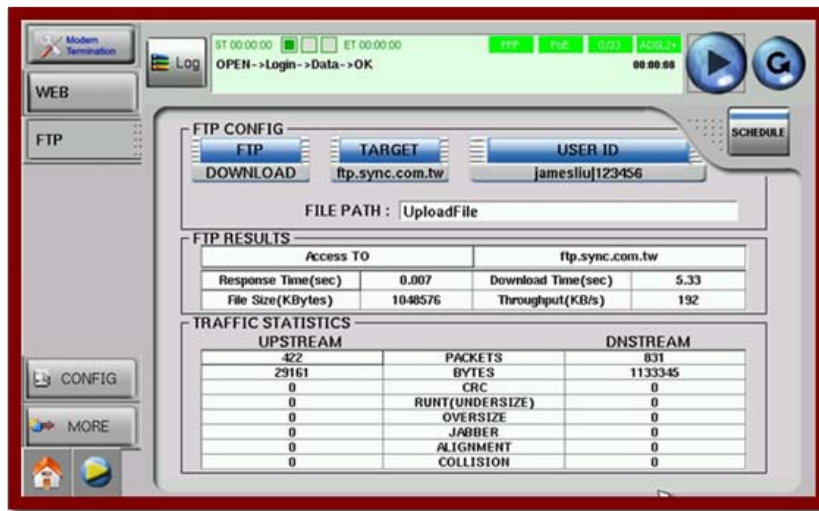 Modem Termination
Log
ST 00:00:00 ET 00:00:00 PPP PoE 0/33 ADSL2+
OPEN->Login->Data->OK 00:00:08
WEB
FTP
SCHEDULE
FTP CONFIG
FTP TARGET USER ID
DOWNLOAD ftp.sync.com.tw jamesliu|123456
FILE PATH : UploadFile
FTP RESULTS
Access TO ftp.sync.com.tw
Response Time(sec) 0.007 Download Time(sec) 5.33
File Size(KBytes) 1048576 Throughput(KB/s) 192
TRAFFIC STATISTICS
UPSTREAM DNSTREAM
422 PACKETS 831
29161 BYTES 1133345
0 CRC 0
0 RUNT(UNDERSIZE) 0
0 OVERSIZE 0
0 JABBER 0
0 ALIGNMENT 0
0 COLLISION 0
CONFIG
MORE